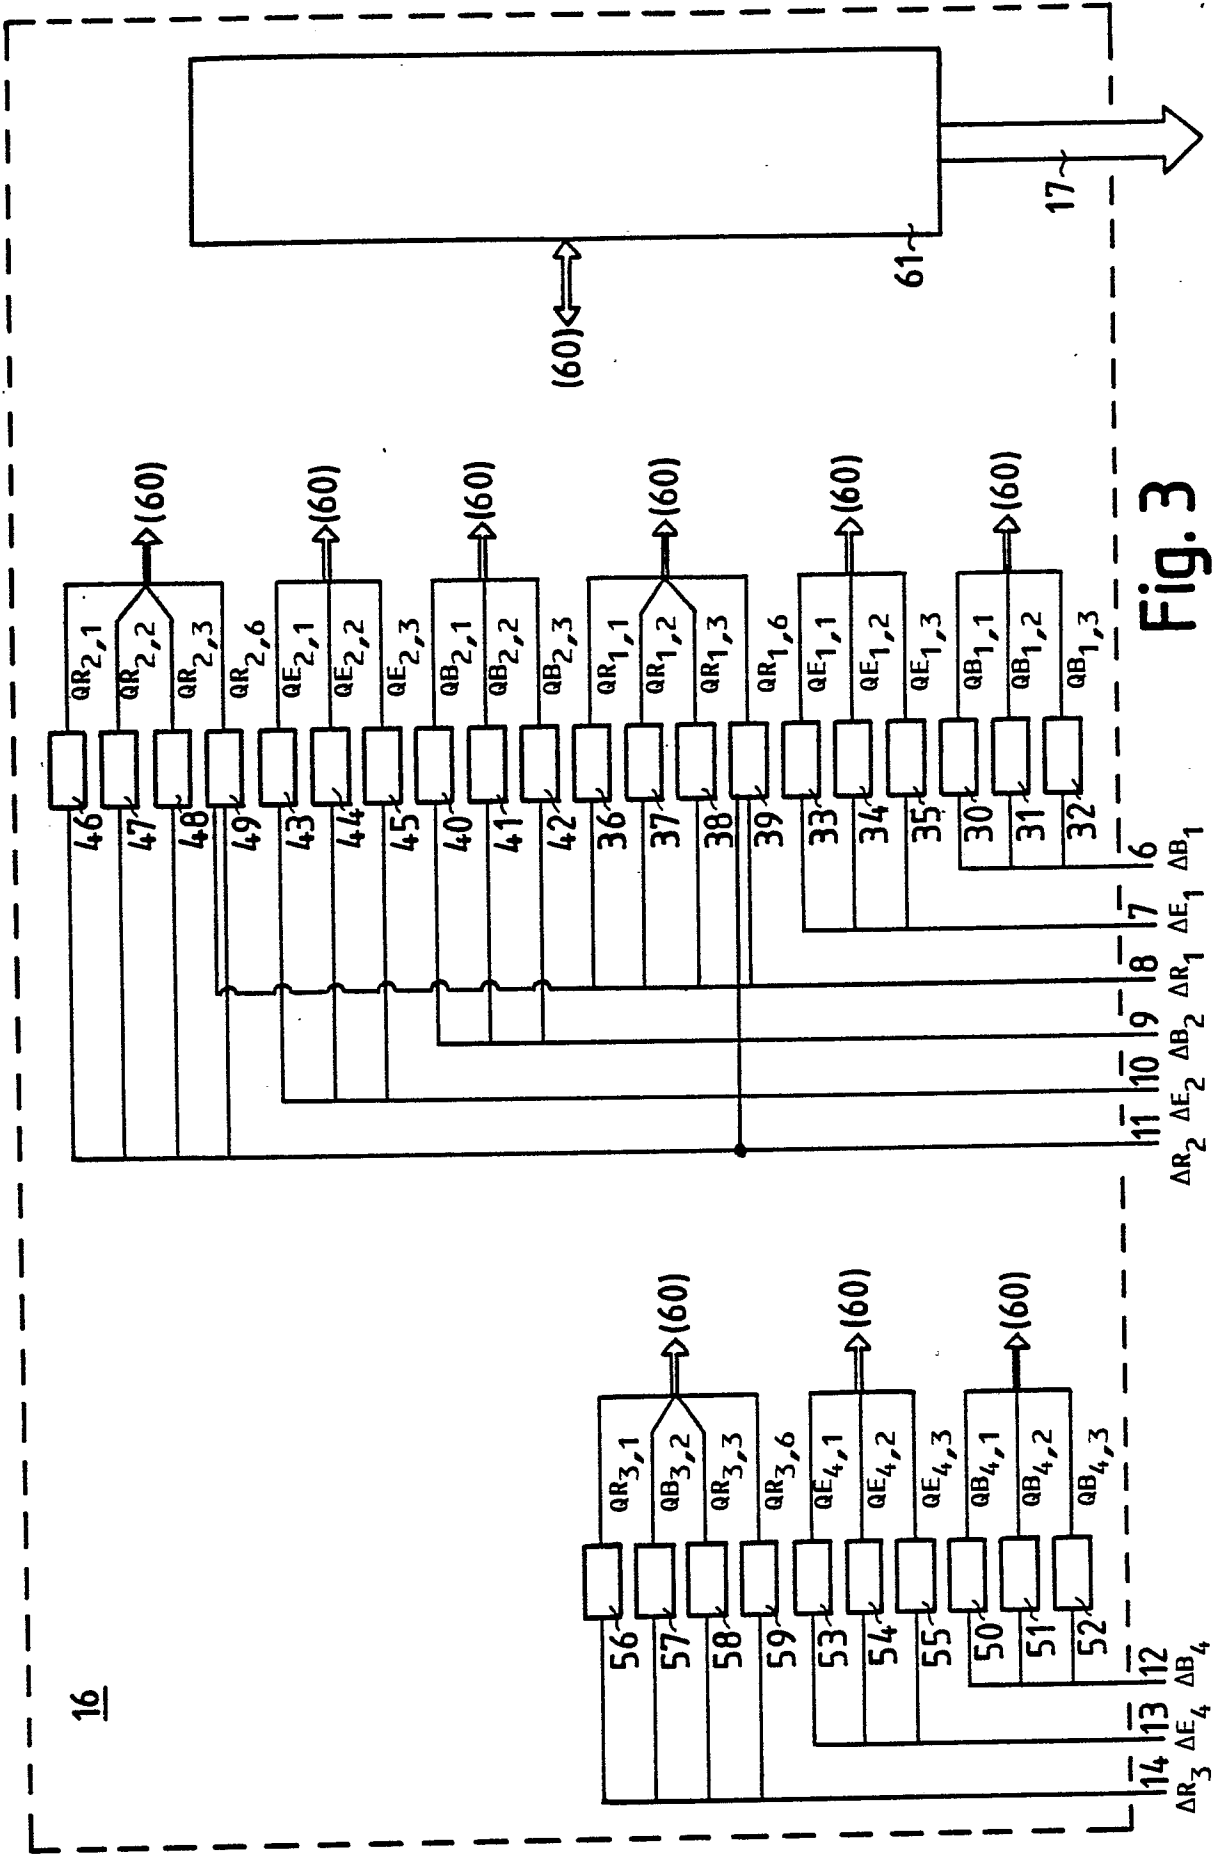 16
14
ΔR3
13
ΔE4
12
ΔB4
56
QR3,1
57
QB3,2
58
QR3,3
59
QR3,6
(60)
53
QE4,1
54
QE4,2
55
QE4,3
(60)
50
QB4,1
51
QB4,2
52
QB4,3
(60)
11
ΔR2
10
ΔE2
9
ΔB2
8
ΔR1
7
ΔE1
6
ΔB1
46
QR2,1
47
QR2,2
48
QR2,3
49
QR2,6
(60)
43
QE2,1
44
QE2,2
45
QE2,3
(60)
40
QB2,1
41
QB2,2
42
QB2,3
(60)
36
QR1,1
37
QR1,2
38
QR1,3
39
QR1,6
(60)
33
QE1,1
34
QE1,2
35
QE1,3
(60)
30
QB1,1
31
QB1,2
32
QB1,3
(60)
(60)
61
17
Fig. 3